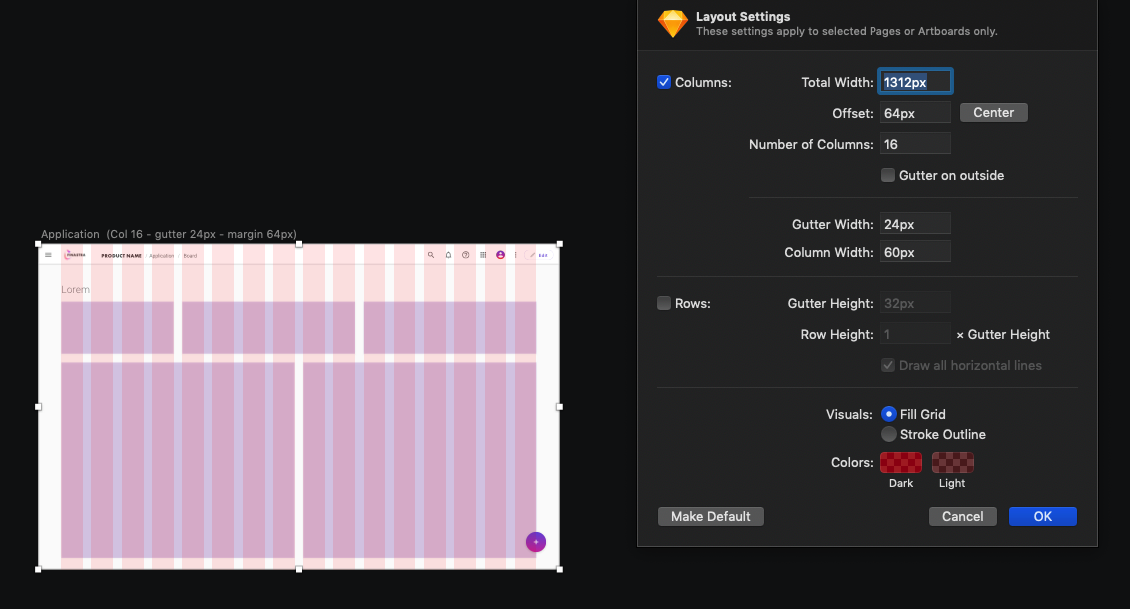 Layout Settings
These settings apply to selected Pages or Artboards only.
Columns: Total Width: 1312px
Offset: 64px Center
Number of Columns: 16
Gutter on outside
Gutter Width: 24px
Column Width: 60px
Rows: Gutter Height: 32px
Row Height: 1 × Gutter Height
Draw all horizontal lines
Visuals: Fill Grid
Stroke Outline
Colors:
Dark Light
Make Default Cancel OK
Application (Col 16 - gutter 24px - margin 64px)
FINASTRA PRODUCT NAME / Application / Board Edit
Lorem
+